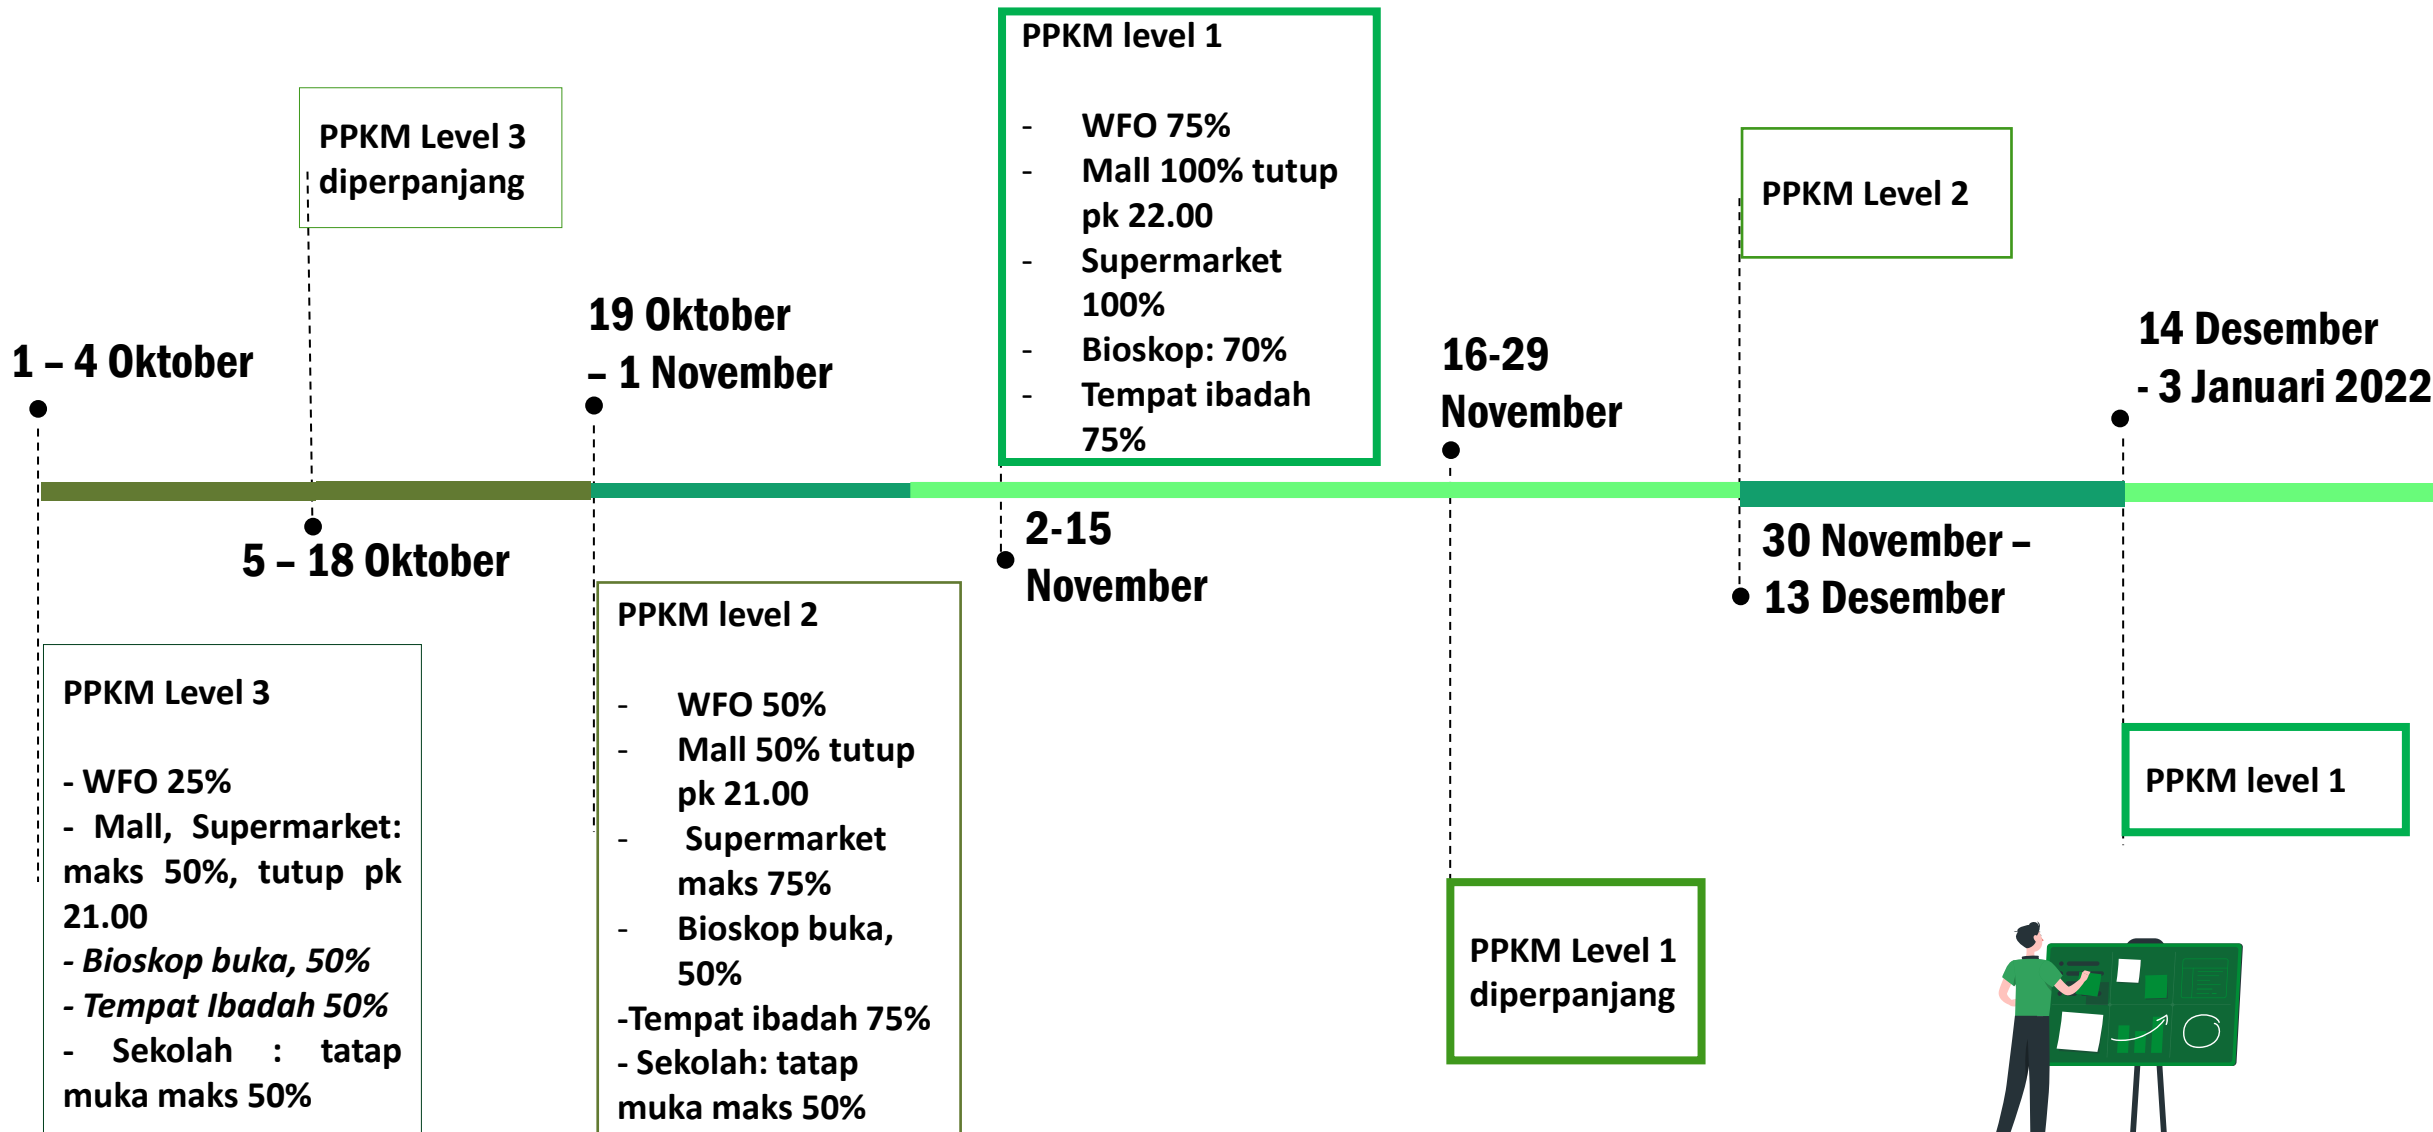 1 – 4 Oktober
PPKM Level 3
- WFO 25%
- Mall, Supermarket:
maks 50%, tutup pk
21.00
- Bioskop buka, 50%
- Tempat Ibadah 50%
- Sekolah : tatap
muka maks 50%
PPKM Level 3
diperpanjang
5 – 18 Oktober
19 Oktober
– 1 November
PPKM level 2
- WFO 50%
- Mall 50% tutup
pk 21.00
- Supermarket
maks 75%
- Bioskop buka,
50%
-Tempat ibadah 75%
- Sekolah: tatap
muka maks 50%
PPKM level 1
- WFO 75%
- Mall 100% tutup
pk 22.00
- Supermarket
100%
- Bioskop: 70%
- Tempat ibadah
75%
2-15
November
16-29
November
PPKM Level 1
diperpanjang
PPKM Level 2
30 November –
13 Desember
14 Desember
- 3 Januari 2022
PPKM level 1